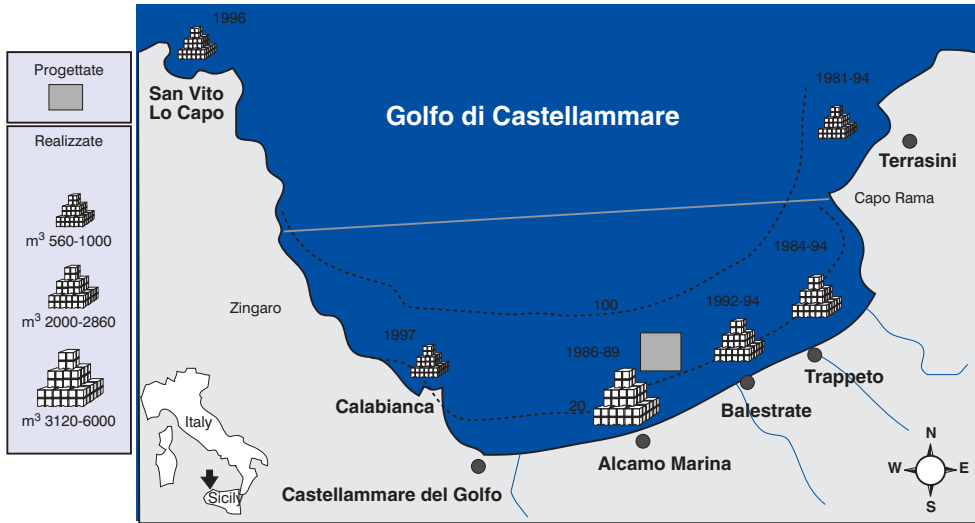 Progettate
Realizzate
m³ 560-1000
m³ 2000-2860
m³ 3120-6000
Italy
Sicily
1996
San Vito
Lo Capo
Golfo di Castellammare
1981-94
Terrasini
Capo Rama
1984-94
Zingaro
100
1992-94
1997
1986-89
Trappeto
Calabianca
20
Balestrate
Alcamo Marina
Castellammare del Golfo
N
W
E
S